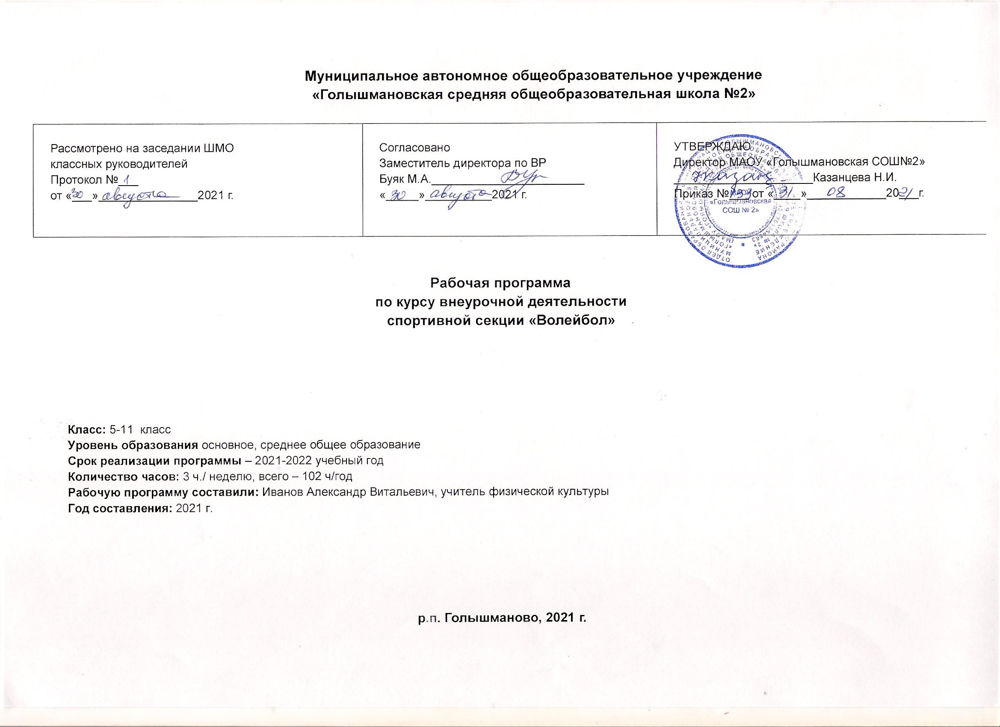 Муниципальное автономное общеобразовательное учреждение
«Голышмановская средняя общеобразовательная школа №2»
Рассмотрено на заседании ШМО
классных руководителей
Протокол № 1
от «30» августа 2021 г.
Согласовано
Заместитель директора по ВР
Буяк М.А.
«30» августа 2021 г.
УТВЕРЖДАЮ
Директор МАОУ «Голышмановская СОШ№2»
Казанцева Н.И.
Приказ № от «31» 08 2021 г.
«Голышмановская
СОШ № 2»
Рабочая программа
по курсу внеурочной деятельности
спортивной секции «Волейбол»
Класс: 5-11 класс
Уровень образования основное, среднее общее образование
Срок реализации программы – 2021-2022 учебный год
Количество часов: 3 ч./ неделю, всего – 102 ч/год
Рабочую программу составили: Иванов Александр Витальевич, учитель физической культуры
Год составления: 2021 г.
р.п. Голышманово, 2021 г.